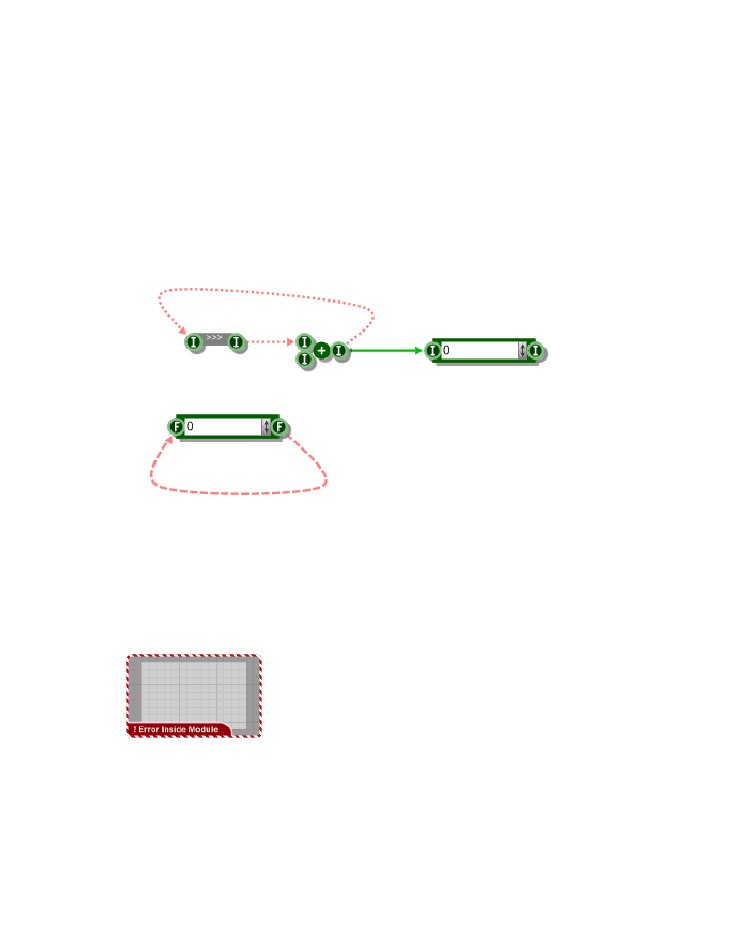 I >>> I
I + I
I
I 0 I
F 0 F
! Error Inside Module